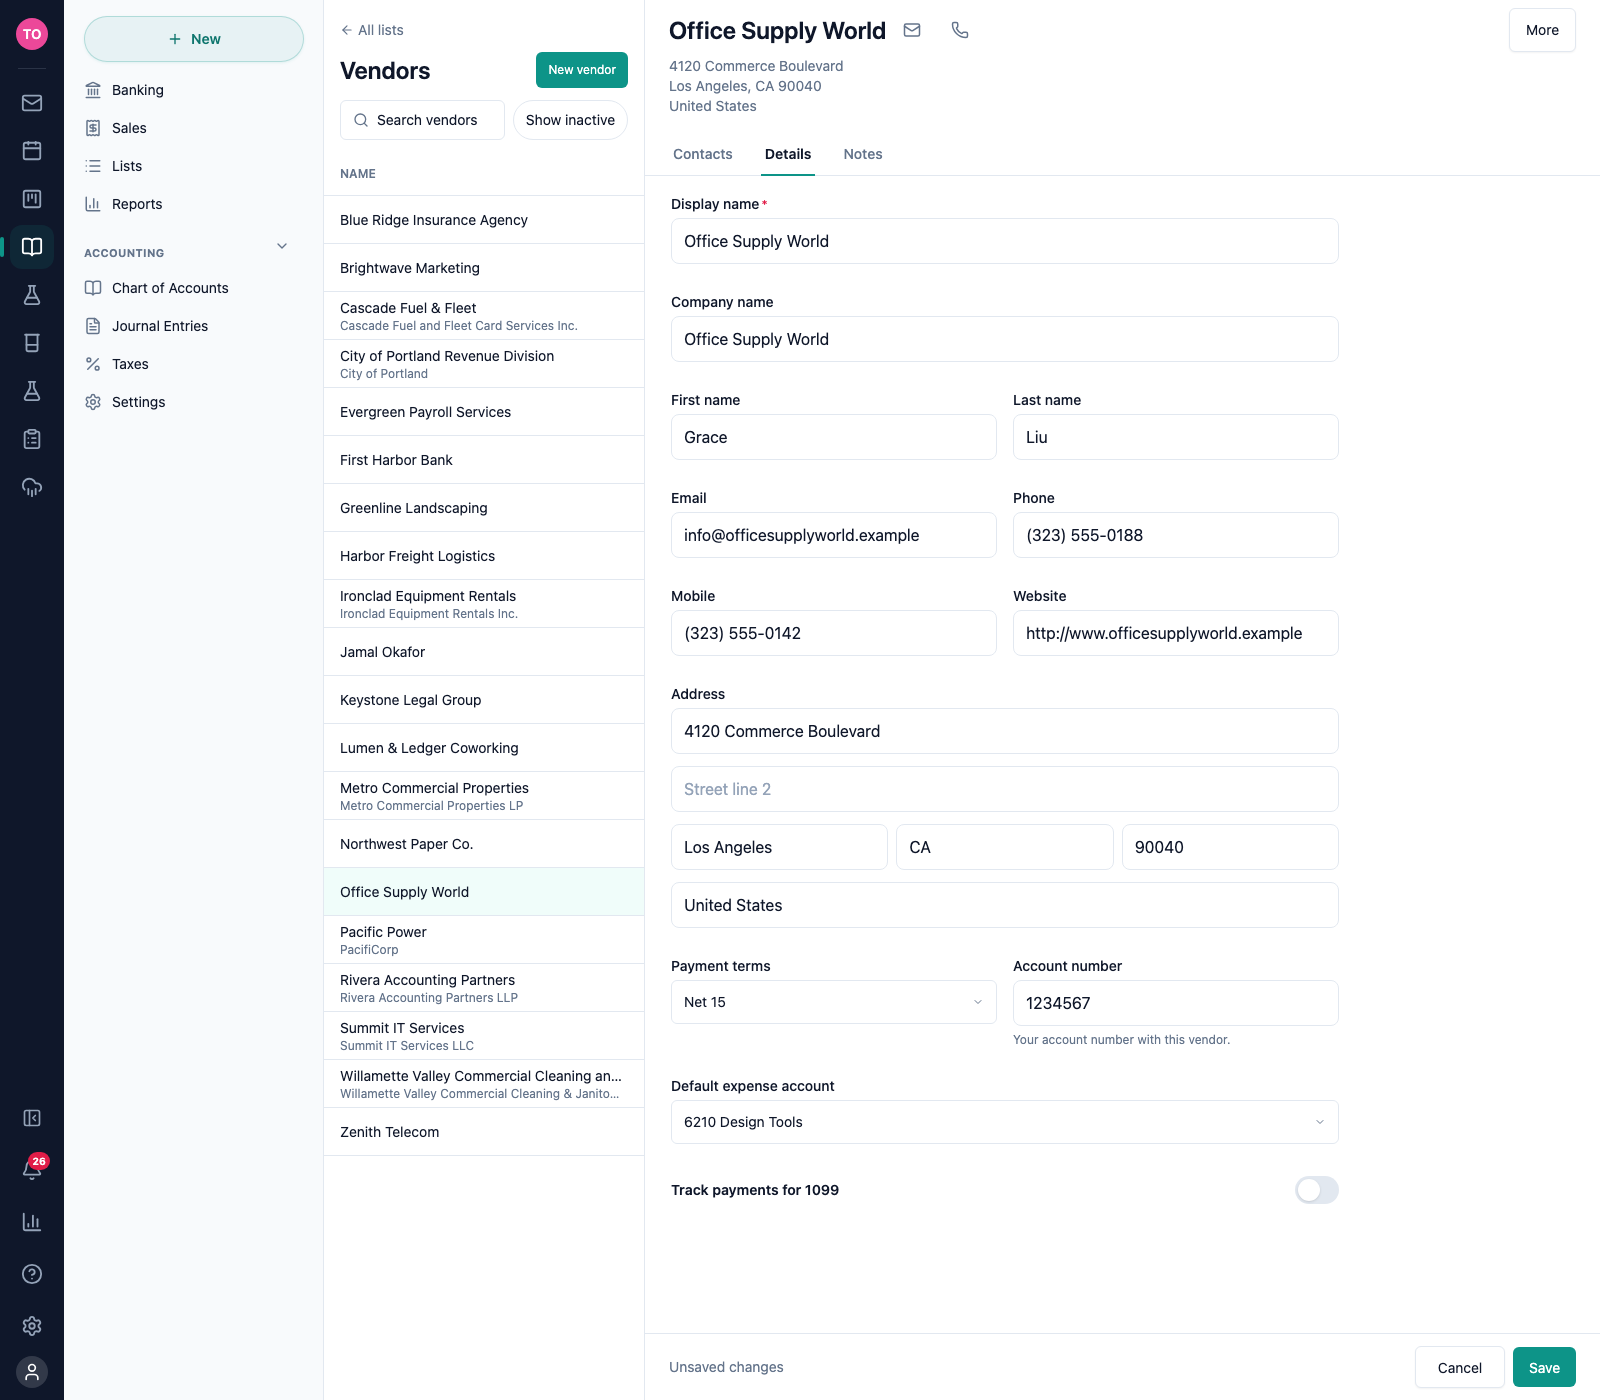 TO
New
Banking
Sales
Lists
Reports
ACCOUNTING
Chart of Accounts
Journal Entries
Taxes
Settings
26
All lists
Vendors
New vendor
Search vendors
Show inactive
NAME
Blue Ridge Insurance Agency
Brightwave Marketing
Cascade Fuel & Fleet
Cascade Fuel and Fleet Card Services Inc.
City of Portland Revenue Division
City of Portland
Evergreen Payroll Services
First Harbor Bank
Greenline Landscaping
Harbor Freight Logistics
Ironclad Equipment Rentals
Ironclad Equipment Rentals Inc.
Jamal Okafor
Keystone Legal Group
Lumen & Ledger Coworking
Metro Commercial Properties
Metro Commercial Properties LP
Northwest Paper Co.
Office Supply World
Pacific Power
PacifiCorp
Rivera Accounting Partners
Rivera Accounting Partners LLP
Summit IT Services
Summit IT Services LLC
Willamette Valley Commercial Cleaning an...
Willamette Valley Commercial Cleaning & Janito...
Zenith Telecom
Office Supply World
More
4120 Commerce Boulevard
Los Angeles, CA 90040
United States
Contacts Details Notes
Display name*
Office Supply World
Company name
Office Supply World
First name Last name
Grace Liu
Email Phone
info@officesupplyworld.example (323) 555-0188
Mobile Website
(323) 555-0142 http://www.officesupplyworld.example
Address
4120 Commerce Boulevard
Street line 2
Los Angeles CA 90040
United States
Payment terms Account number
Net 15 1234567
Your account number with this vendor.
Default expense account
6210 Design Tools
Track payments for 1099
Unsaved changes
Cancel Save